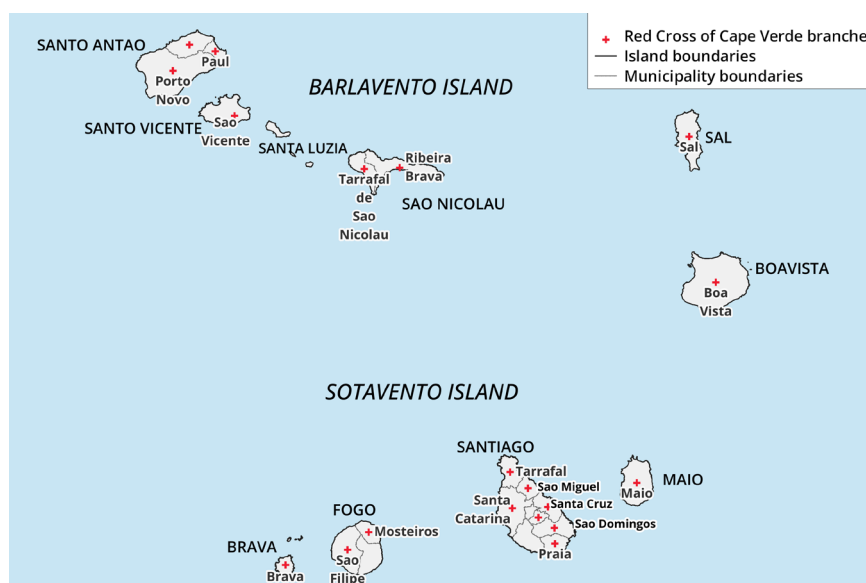 Red Cross of Cape Verde branche
Island boundaries
Municipality boundaries
SANTO ANTAO
Paul
Porto
Novo
BARLAVENTO ISLAND
SANTO VICENTE
Sao
Vicente
SANTA LUZIA
Ribeira
Brava
Tarrafal
de
Sao
Nicolau
SAO NICOLAU
SAL
Sal
BOAVISTA
Boa
Vista
SOTAVENTO ISLAND
SANTIAGO
Tarrafal
Sao Miguel
Santa Cruz
Santa
Catarina
Sao Domingos
Praia
MAIO
Maio
FOGO
Mosteiros
Sao
Filipe
BRAVA
Brava